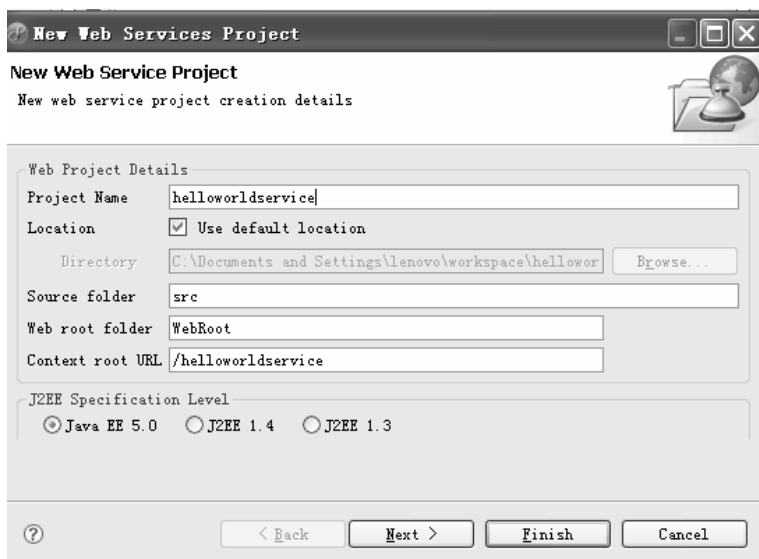 New Web Services Project
New Web Service Project
New web service project creation details
Web Project Details
Project Name helloworldservice
Location Use default location
Directory C:\Documents and Settings\lenovo\workspace\hellowor Browse...
Source folder src
Web root folder WebRoot
Context root URL /helloworldservice
J2EE Specification Level
Java EE 5.0 J2EE 1.4 J2EE 1.3
< Back Next > Finish Cancel